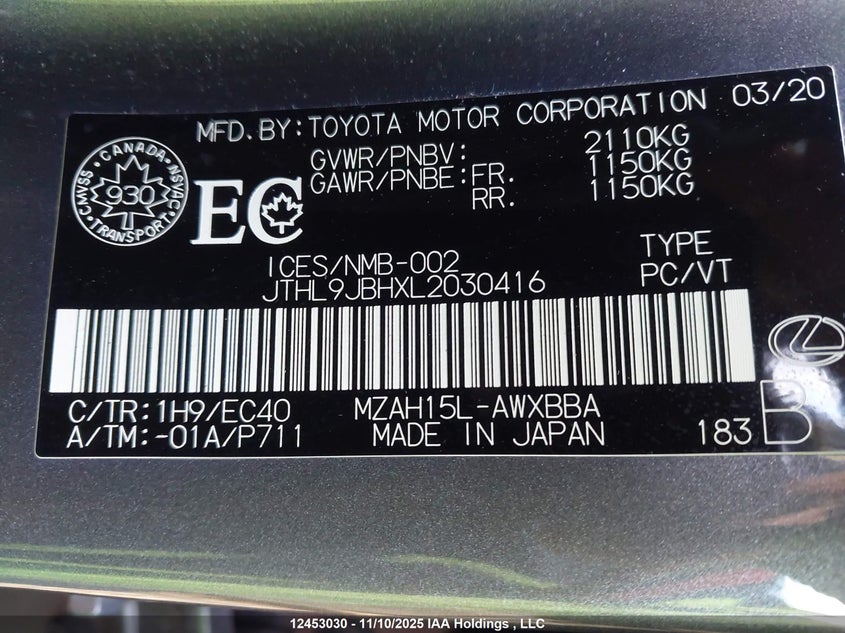 MFD.BY:TOYOTA MOTOR CORPORATION 03/20
GVWR/PNBV: 2110KG
GAWR/PNBE: FR. 1150KG
RR. 1150KG
CANADA
CMVSS 930 NSVAC
TRANSPORT
EC
ICES/NMB-002
TYPE
JTHL9JBHXL2030416
PC/VT
C/TR:1H9/EC40
MZAH15L-AWXBBA
A/TM:-01A/P711
MADE IN JAPAN
183 B
12453030 - 11/10/2025 IAA Holdings , LLC